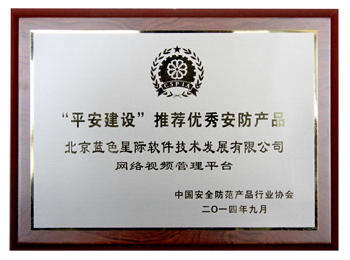 CSPIA
“平安建设”推荐优秀安防产品
北京蓝色星际软件技术发展有限公司
网络视频管理平台
中国安全防范产品行业协会
二〇一四年九月